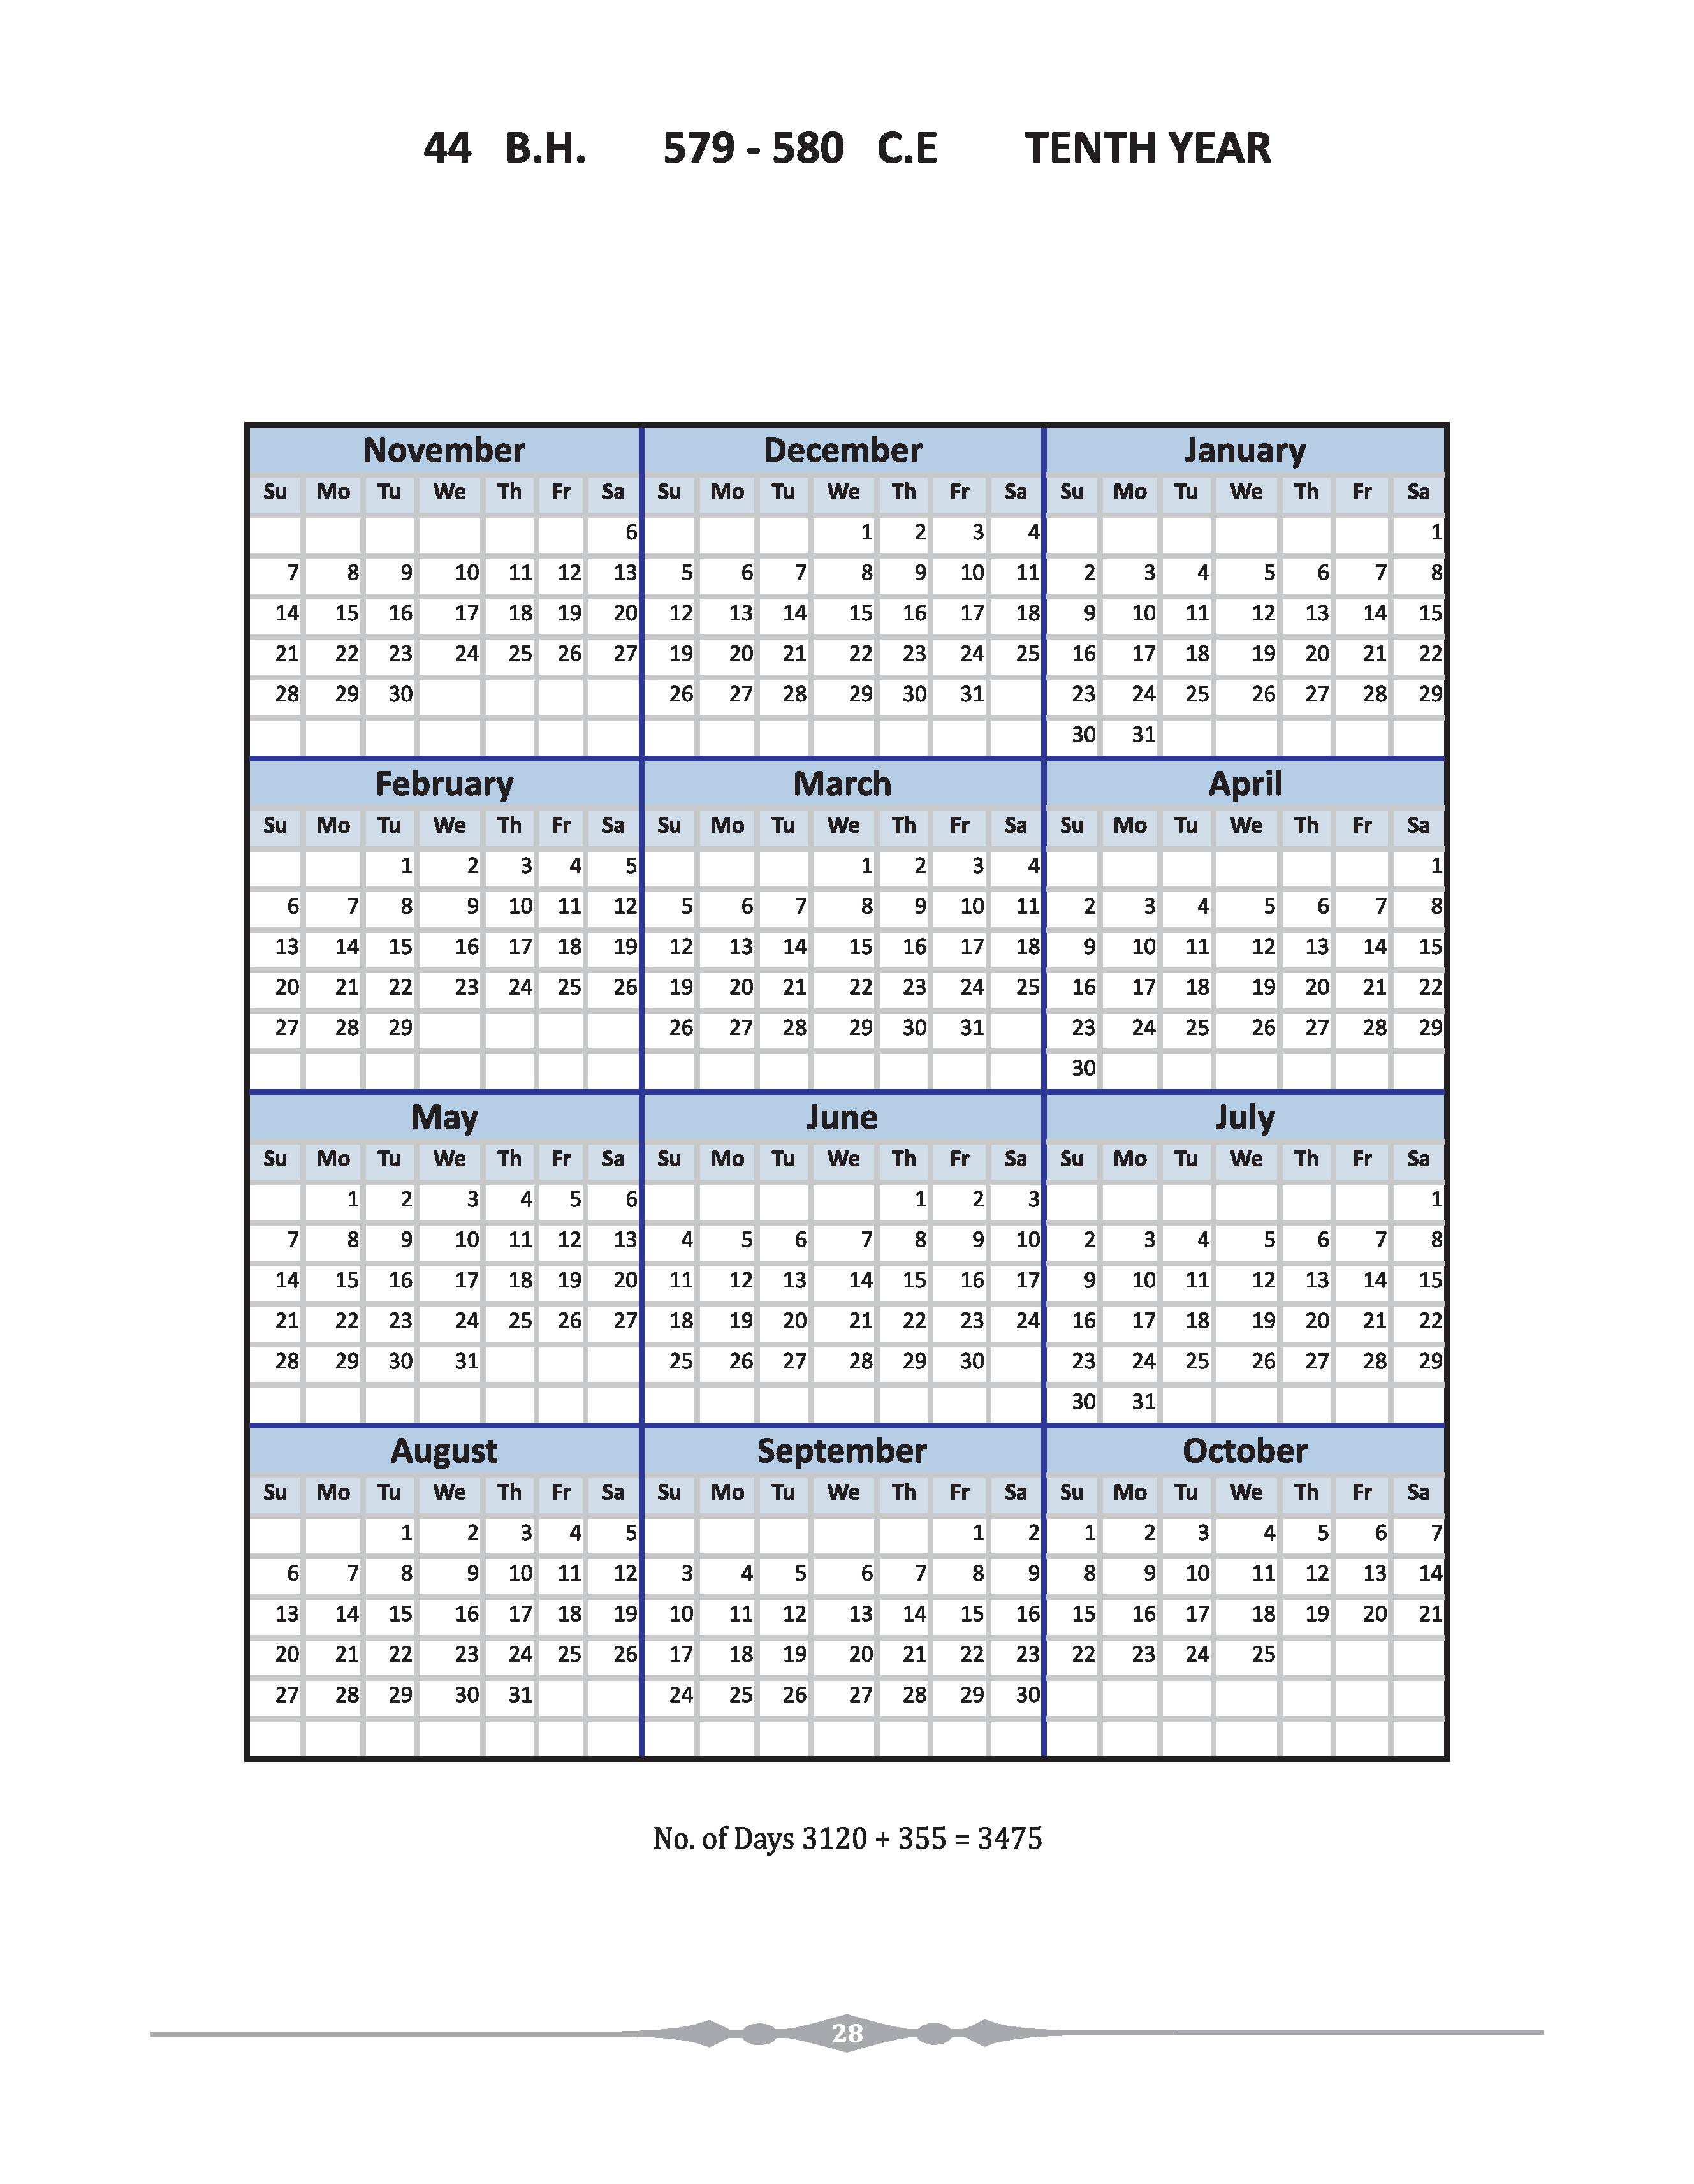 44 B.H. 579 - 580 C.E TENTH YEAR
November December January
Su Mo Tu We Th Fr Sa Su Mo Tu We Th Fr Sa Su Mo Tu We Th Fr Sa
6 1 2 3 4 1
7 8 9 10 11 12 13 5 6 7 8 9 10 11 2 3 4 5 6 7 8
14 15 16 17 18 19 20 12 13 14 15 16 17 18 9 10 11 12 13 14 15
21 22 23 24 25 26 27 19 20 21 22 23 24 25 16 17 18 19 20 21 22
28 29 30 26 27 28 29 30 31 23 24 25 26 27 28 29
30 31
February March April
Su Mo Tu We Th Fr Sa Su Mo Tu We Th Fr Sa Su Mo Tu We Th Fr Sa
1 2 3 4 5 1 2 3 4 1
6 7 8 9 10 11 12 5 6 7 8 9 10 11 2 3 4 5 6 7 8
13 14 15 16 17 18 19 12 13 14 15 16 17 18 9 10 11 12 13 14 15
20 21 22 23 24 25 26 19 20 21 22 23 24 25 16 17 18 19 20 21 22
27 28 29 26 27 28 29 30 31 23 24 25 26 27 28 29
30
May June July
Su Mo Tu We Th Fr Sa Su Mo Tu We Th Fr Sa Su Mo Tu We Th Fr Sa
1 2 3 4 5 6 1 2 3 1
7 8 9 10 11 12 13 4 5 6 7 8 9 10 2 3 4 5 6 7 8
14 15 16 17 18 19 20 11 12 13 14 15 16 17 9 10 11 12 13 14 15
21 22 23 24 25 26 27 18 19 20 21 22 23 24 16 17 18 19 20 21 22
28 29 30 31 25 26 27 28 29 30 23 24 25 26 27 28 29
30 31
August September October
Su Mo Tu We Th Fr Sa Su Mo Tu We Th Fr Sa Su Mo Tu We Th Fr Sa
1 2 3 4 5 1 2 1 2 3 4 5 6 7
6 7 8 9 10 11 12 3 4 5 6 7 8 9 8 9 10 11 12 13 14
13 14 15 16 17 18 19 10 11 12 13 14 15 16 15 16 17 18 19 20 21
20 21 22 23 24 25 26 17 18 19 20 21 22 23 22 23 24 25
27 28 29 30 31 24 25 26 27 28 29 30
No. of Days 3120 + 355 = 3475
28